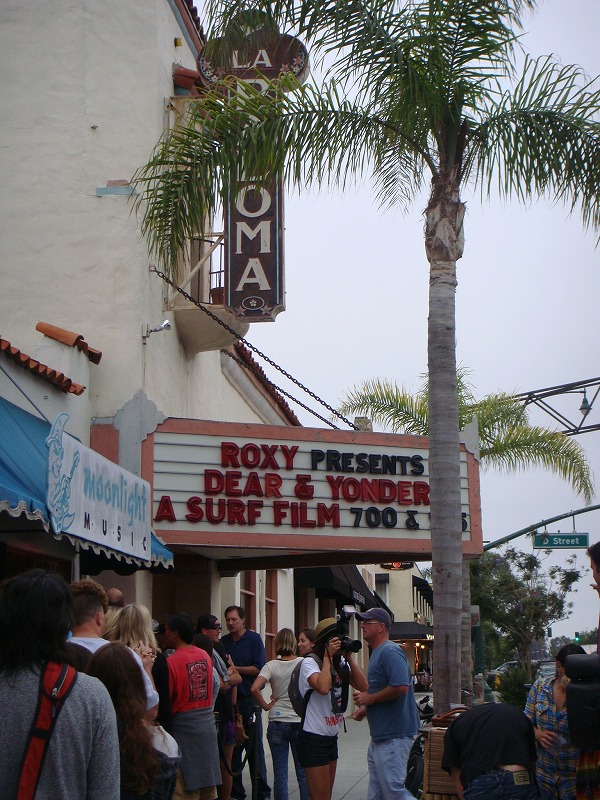 LA
OMA
ROXY PRESENTS
DEAR & YONDER
A SURF FILM 700 &
moonlight
MUSIC
D Street